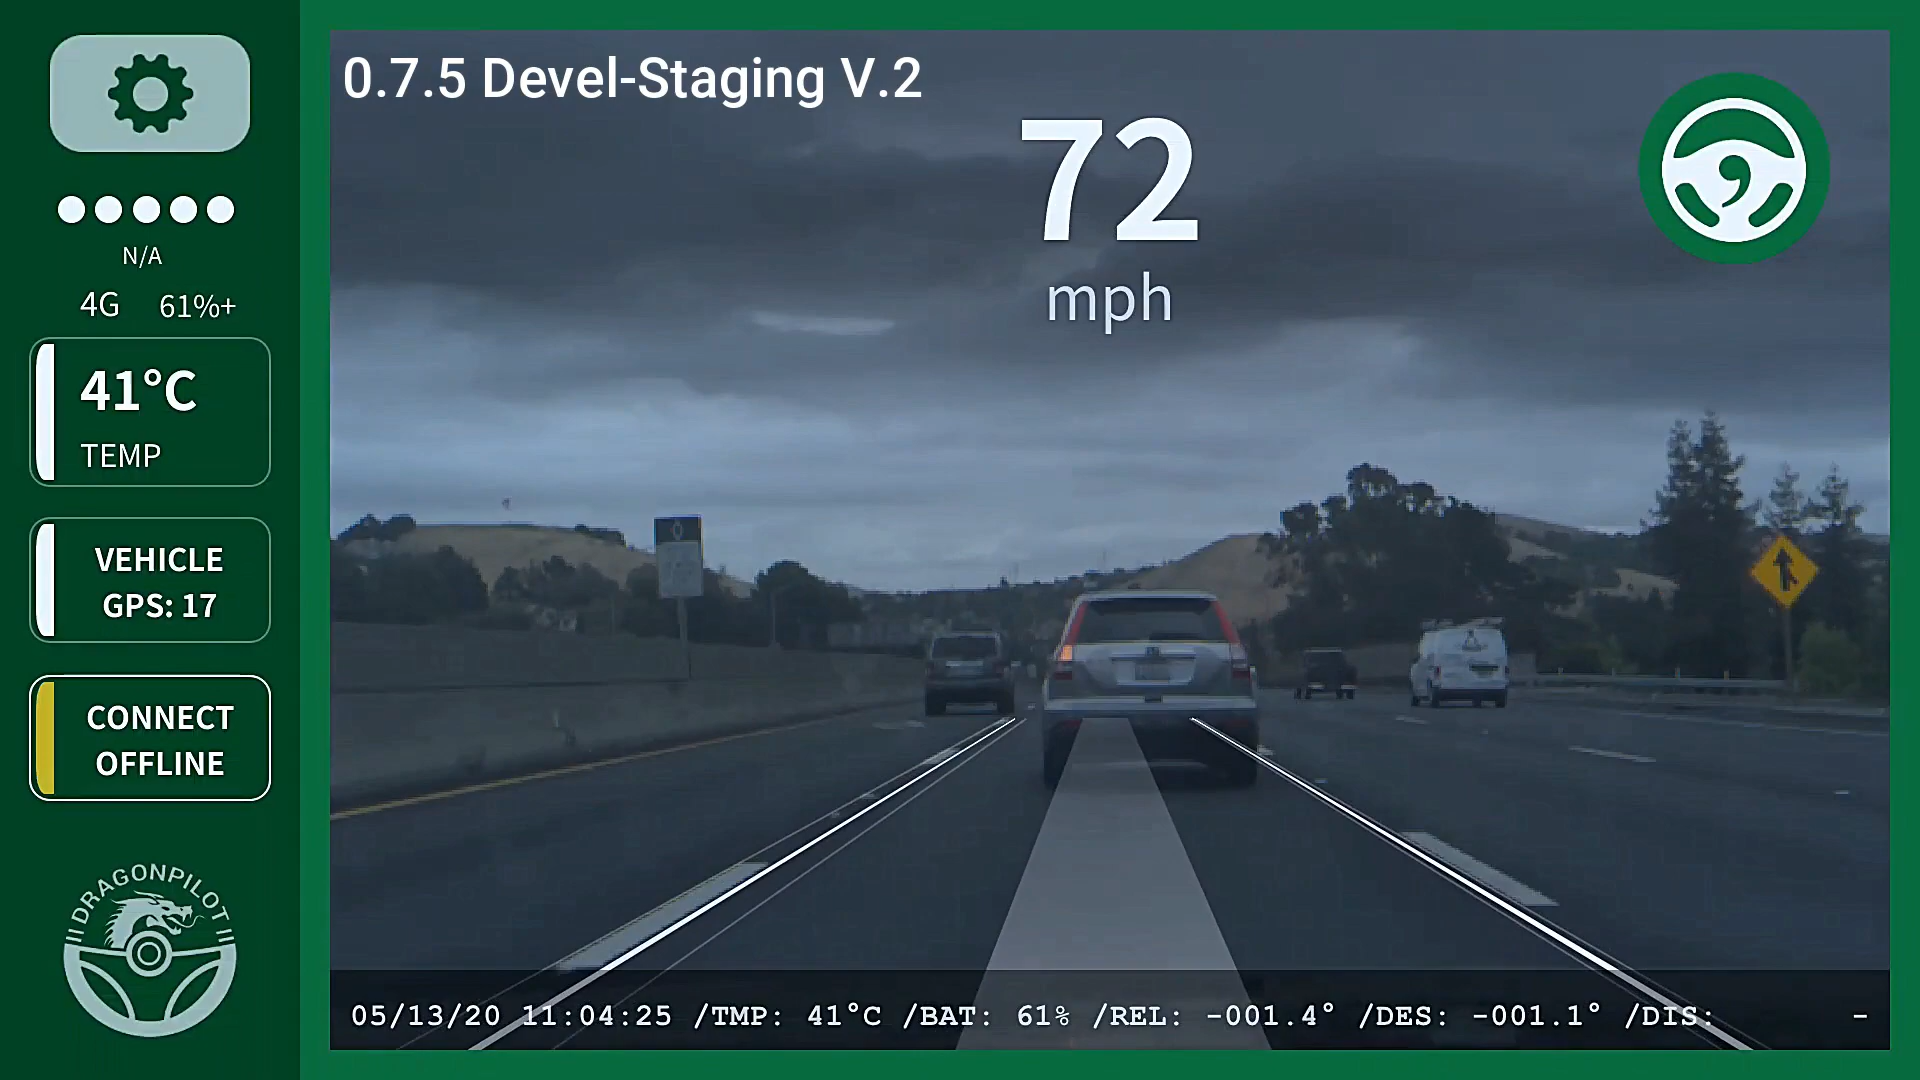 0.7.5 Devel-Staging V.2
72
mph
N/A
4G 61%+
41°C
TEMP
VEHICLE
GPS: 17
CONNECT
OFFLINE
DRAGONPILOT
05/13/20 11:04:25 /TMP: 41°C /BAT: 61% /REL: -001.4° /DES: -001.1° /DIS: -